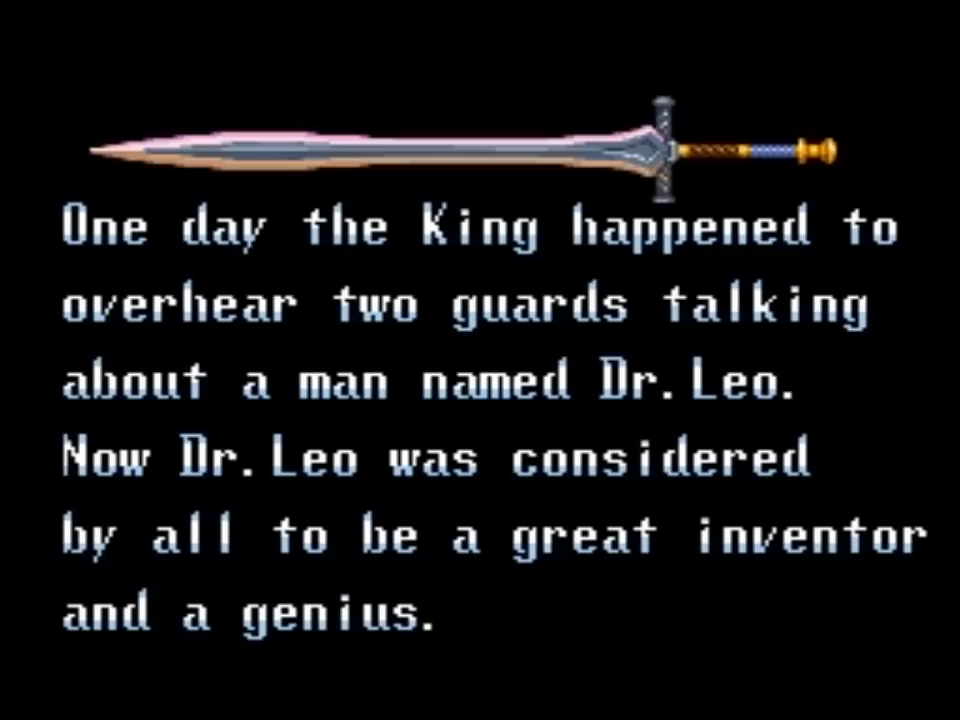 One day the King happened to
overhear two guards talking
about a man named Dr.Leo.
Now Dr.Leo was considered
by all to be a great inventor
and a genius.